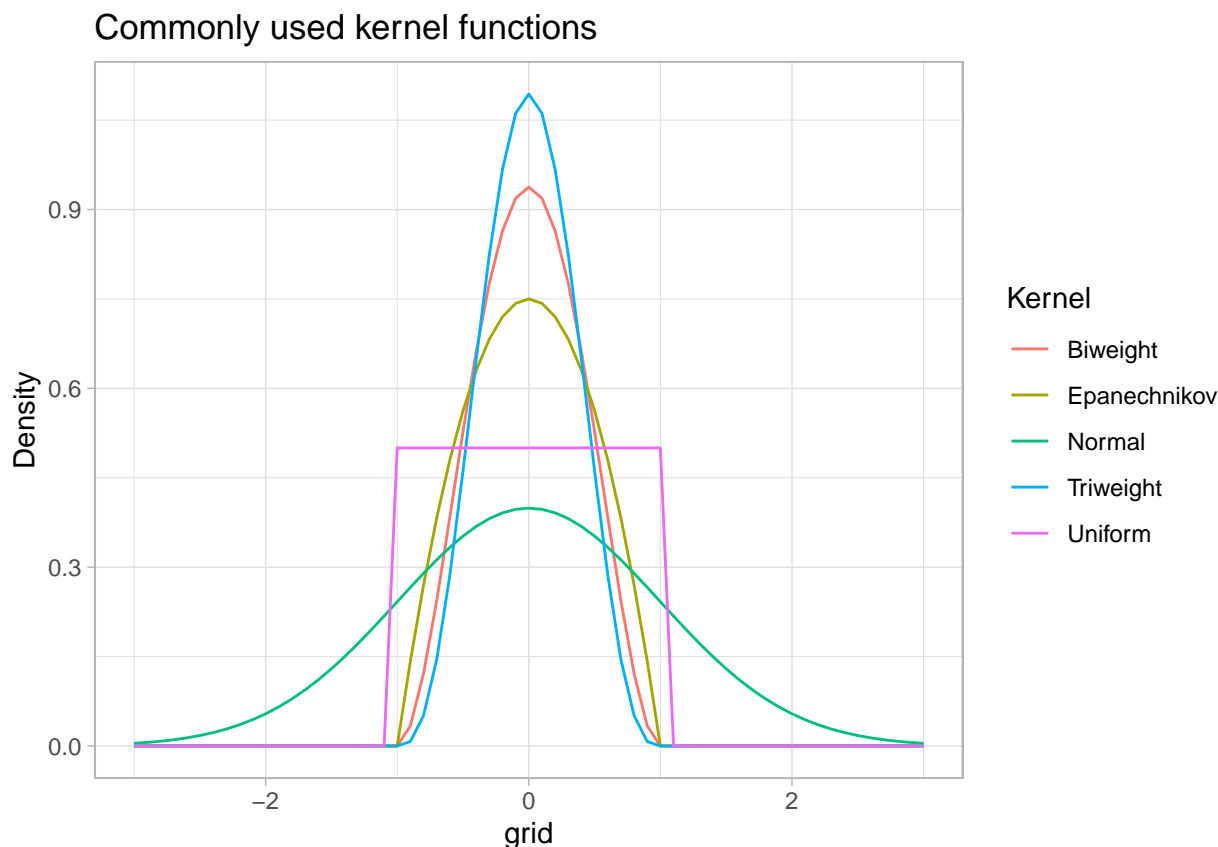 Commonly used kernel functions
0.9
0.6
0.3
0.0
Density
−2
0
2
grid
Kernel
Biweight
Epanechnikov
Normal
Triweight
Uniform